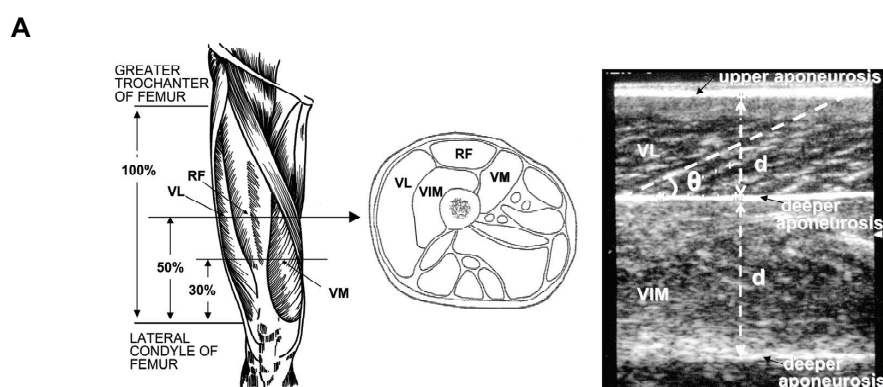 A
GREATER
TROCHANTER
OF FEMUR
100%
RF
VL
50%
30%
VM
LATERAL
CONDYLE OF
FEMUR
RF
VL
VM
VIM
upper aponeurosis
VL
d
θ
deeper
aponeurosis
d
VIM
deeper
aponeurosis